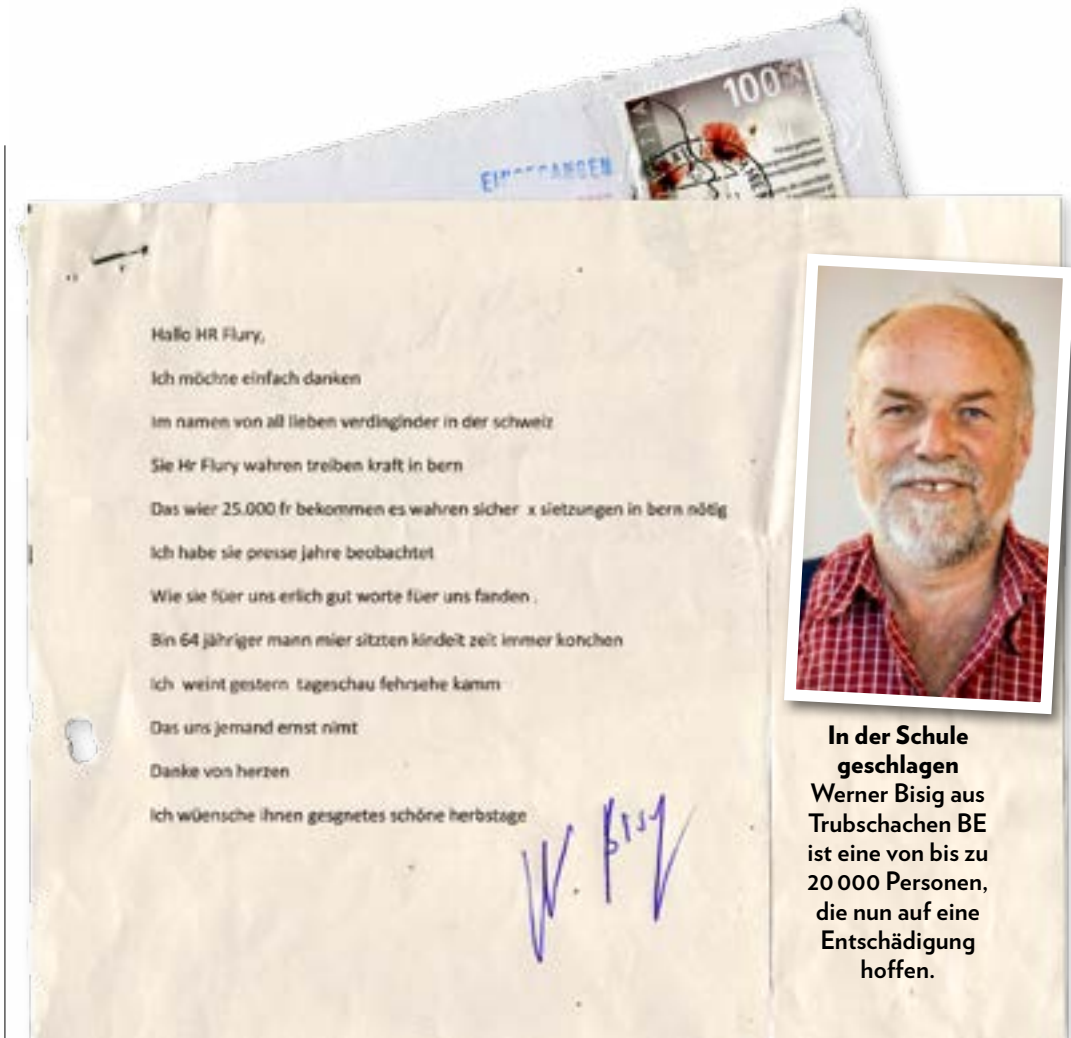 100
Hallo HR Flury,
Ich möchte einfach danken
Im namen von all lieben verdinginder in der schweiz
Sie Hr Flury wahren treiben kraft in bern
Das wier 25.000 fr bekommen es wahren sicher x sietzungen in bern nötig
Ich habe sie presse jahre beobachtet
Wie sie füer uns erlich gut worte füer uns fanden .
Bin 64 jähriger mann mier sitzten kindeit zeit immer konchen
Ich weint gestern tageschau fehrsehe kamm
Das uns jemand ernst nimt
Danke von herzen
Ich wüensche ihnen gesgnetes schöne herbstage
W. Bisig
In der Schule
geschlagen
Werner Bisig aus
Trubschachen BE
ist eine von bis zu
20 000 Personen,
die nun auf eine
Entschädigung
hoffen.